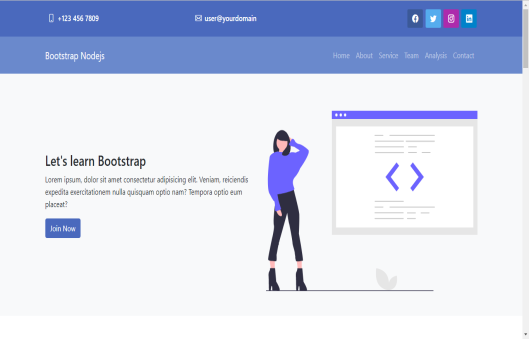 +123 456 7809
user@yourdomain
Bootstrap Nodejs
Home About Service Team Analysis Contact
Let's learn Bootstrap
Lorem ipsum, dolor sit amet consectetur adipisicing elit. Veniam, reiciendis
expedita exercitationem nulla quisquam optio nam? Tempora optio eum
placeat?
Join Now